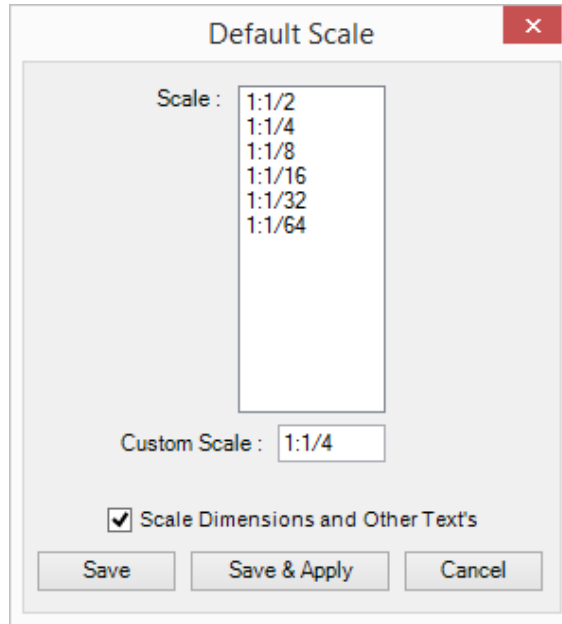 Default Scale
Scale :
1:1/2
1:1/4
1:1/8
1:1/16
1:1/32
1:1/64
Custom Scale : 1:1/4
Scale Dimensions and Other Text's
Save Save & Apply Cancel